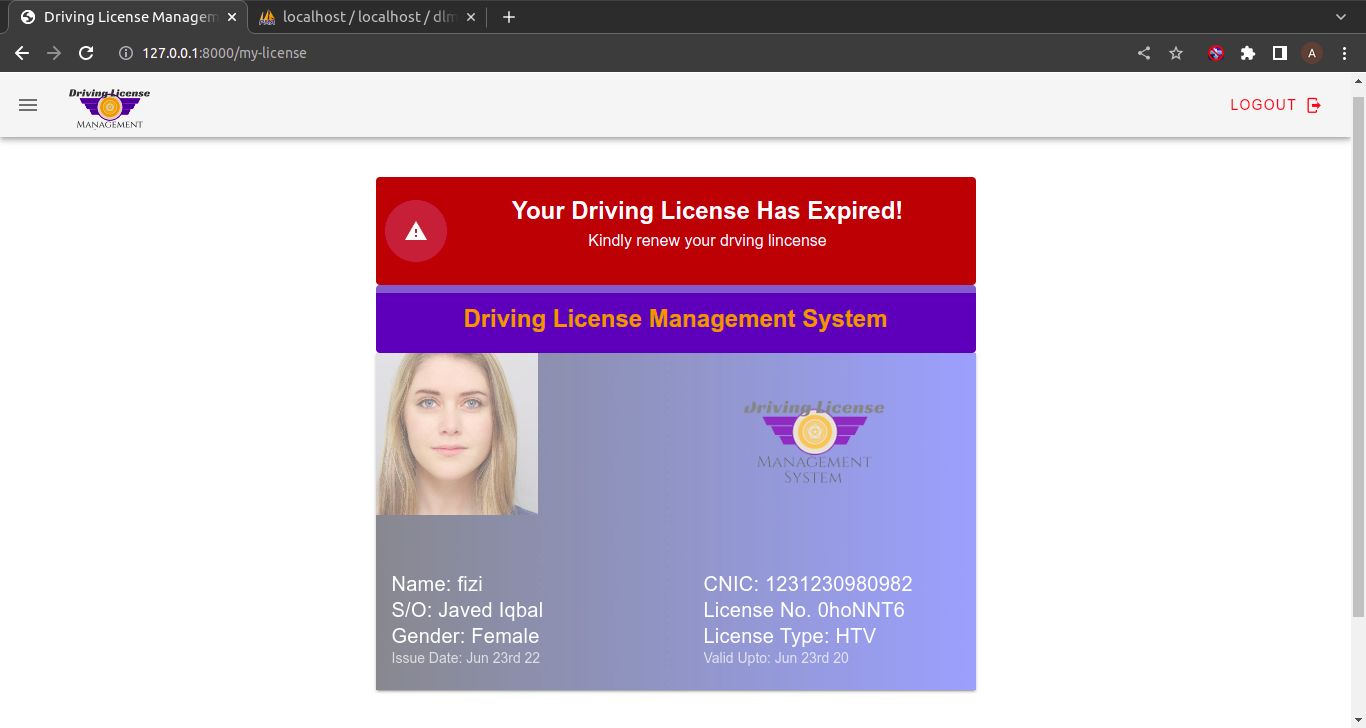 Driving License Managem
localhost / localhost / dlm
127.0.0.1:8000/my-license
A
Driving License
MANAGEMENT
LOGOUT
Your Driving License Has Expired!
Kindly renew your drving lincense
Driving License Management System
Driving License
MANAGEMENT
SYSTEM
Name: fizi
CNIC: 1231230980982
S/O: Javed Iqbal
License No. 0hoNNT6
Gender: Female
License Type: HTV
Issue Date: Jun 23rd 22
Valid Upto: Jun 23rd 20